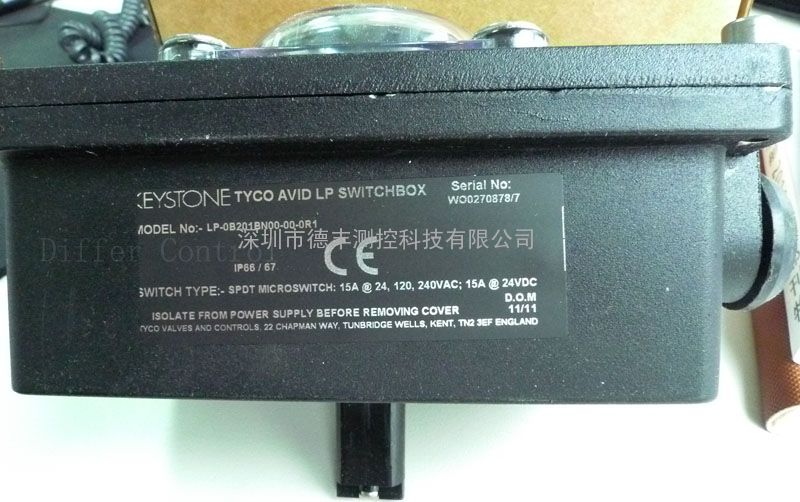 KEYSTONE TYCO AVID LP SWITCHBOX
Serial No:
WO0270878/7
MODEL No:- LP-0B201BN00-00-0R1
深圳市德丰测控科技有限公司
Differ Control
CE
IP66 / 67
SWITCH TYPE:- SPDT MICROSWITCH: 15A @ 24, 120, 240VAC; 15A @ 24VDC
D.O.M
ISOLATE FROM POWER SUPPLY BEFORE REMOVING COVER 11/11
TYCO VALVES AND CONTROLS, 22 CHAPMAN WAY, TUNBRIDGE WELLS, KENT, TN2 3EF ENGLAND